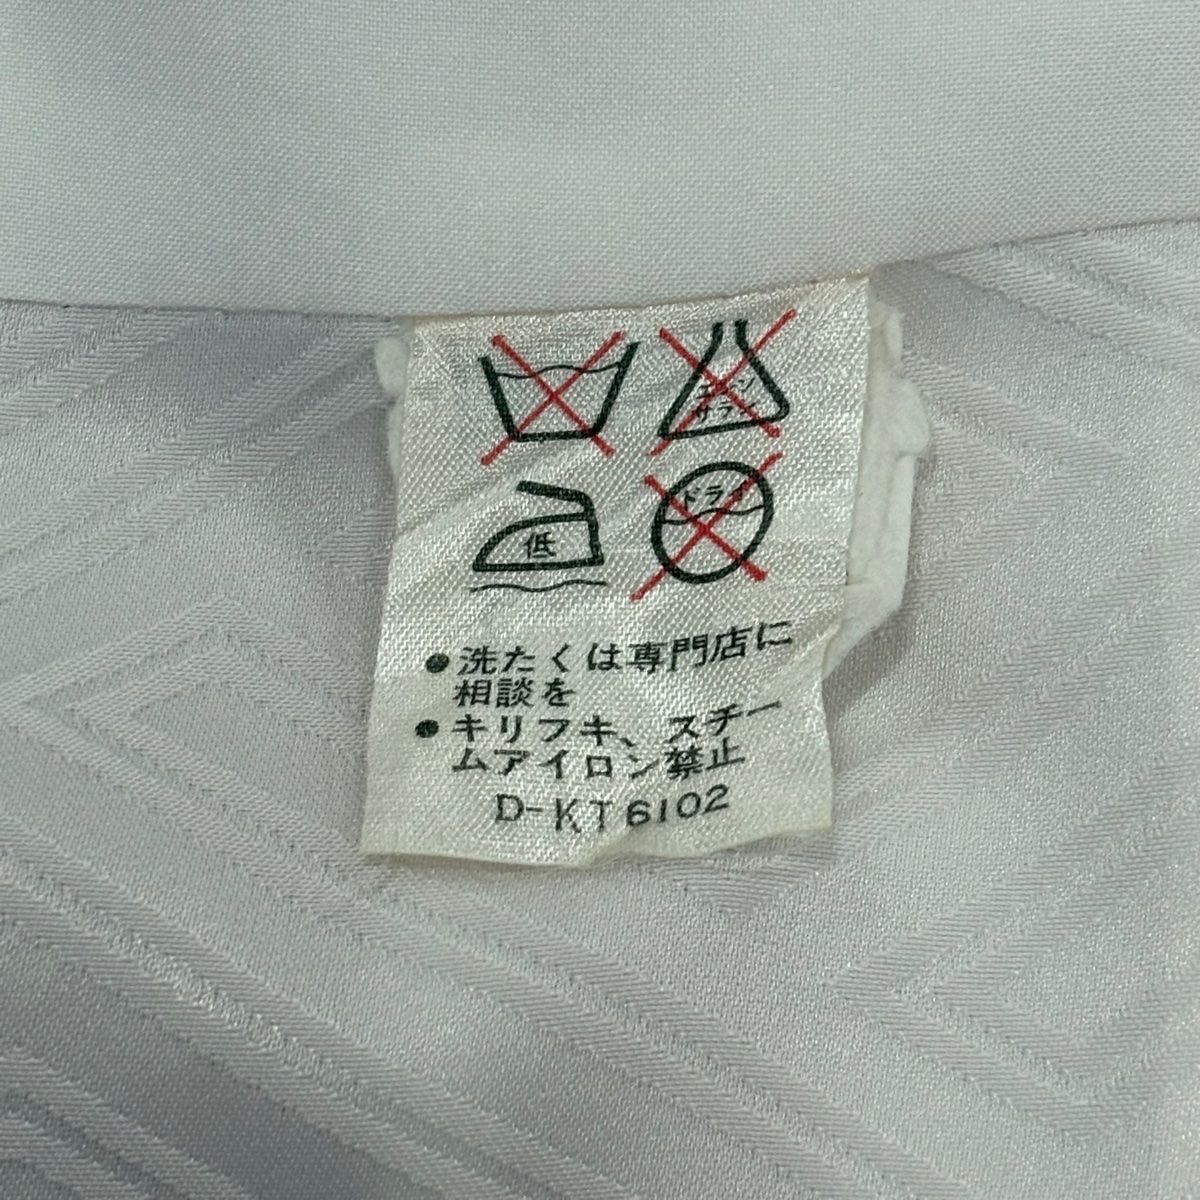 エンソ
サラシ
低
ドライ
●洗たくは専門店に
相談を
●キリフキ、スチー
ムアイロン禁止
D-KT6102